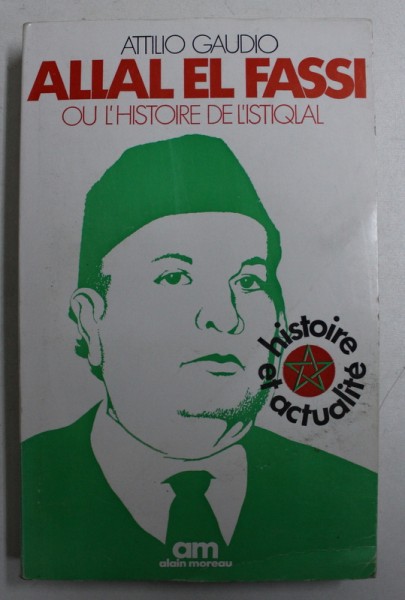 ATTILIO GAUDIO
ALLAL EL FASSI
OU L'HISTOIRE DE L'ISTIQLAL
histoire
et actualité
am
alain moreau